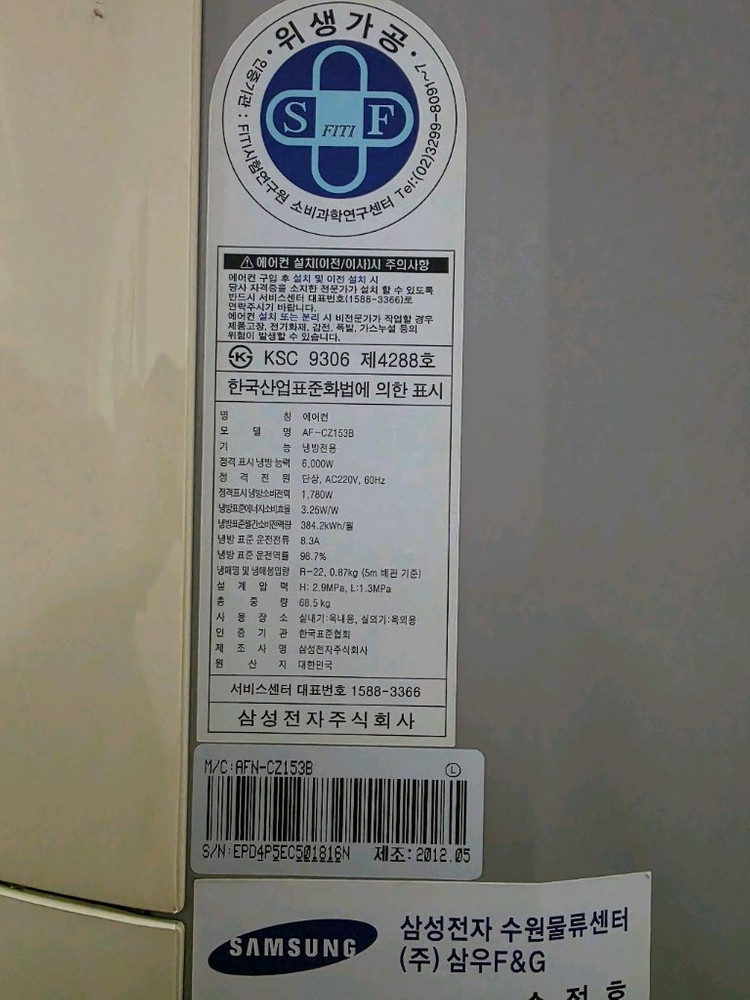 ·위생가공·
인증기관 : FITI시험연구원 소비과학연구센터 Tel:(02)3299-8091~7
S FITI F
⚠에어컨 설치(이전/이사)시 주의사항
에어컨 구입 후 설치 및 이전 설치 시
당사 자격증을 소지한 전문가가 설치 할 수 있도록
반드시 서비스센터 대표번호(1588-3366)로
연락주시기 바랍니다.
에어컨 설치 또는 분리 시 비전문가가 작업할 경우
제품고장, 전기화재, 감전, 폭발, 가스누설 등의
위험이 발생할 수 있습니다.
KSC 9306 제4288호
한국산업표준화법에 의한 표시
명 칭 에어컨
모 델 명 AF-CZ153B
기 능 냉방전용
정격 표시 냉방 능력 6,000W
정 격 전 원 단상, AC220V, 60Hz
정격표시 냉방소비전력 1,780W
냉방표준에너지소비효율 3.25W/W
냉방표준월간소비전력량 384.2kWh/월
냉방 표준 운전전류 8.3A
냉방 표준 운전역률 98.7%
냉매명 및 냉매봉입량 R-22, 0.87kg (5m 배관 기준)
설 계 압 력 H: 2.9MPa, L:1.3MPa
총 중 량 68.5 kg
사 용 장 소 실내기:옥내용, 실외기:옥외용
인 증 기 관 한국표준협회
제 조 사 명 삼성전자주식회사
원 산 지 대한민국
서비스센터 대표번호 1588-3366
삼성전자주식회사
M/C:AFN-CZ153B Ⓛ
S/N:EPD4P5EC501816N 제조:2012.05
SAMSUNG
삼성전자 수원물류센터
(주) 삼우F&G